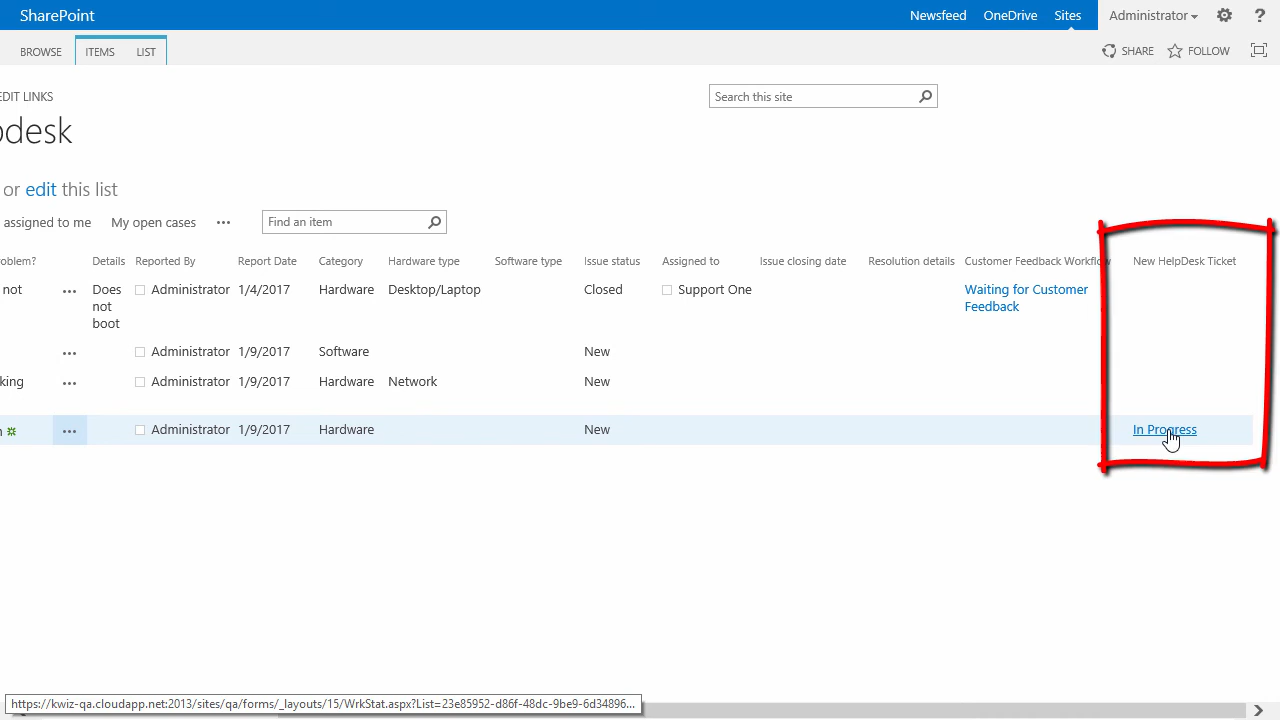 SharePoint
Newsfeed OneDrive Sites Administrator ?
BROWSE ITEMS LIST SHARE FOLLOW
EDIT LINKS
Search this site
desk
or edit this list
assigned to me My open cases ••• Find an item
oblem? Details Reported By Report Date Category Hardware type Software type Issue status Assigned to Issue closing date Resolution details Customer Feedback Workflow New HelpDesk Ticket
not ••• Does Administrator 1/4/2017 Hardware Desktop/Laptop Closed Support One Waiting for Customer
not Feedback
boot
••• Administrator 1/9/2017 Software New
king ••• Administrator 1/9/2017 Hardware Network New
••• Administrator 1/9/2017 Hardware New In Progress
https://kwiz-qa.cloudapp.net:2013/sites/qa/forms/_layouts/15/WrkStat.aspx?List=23e85952-d86f-48dc-9be9-6d34896...